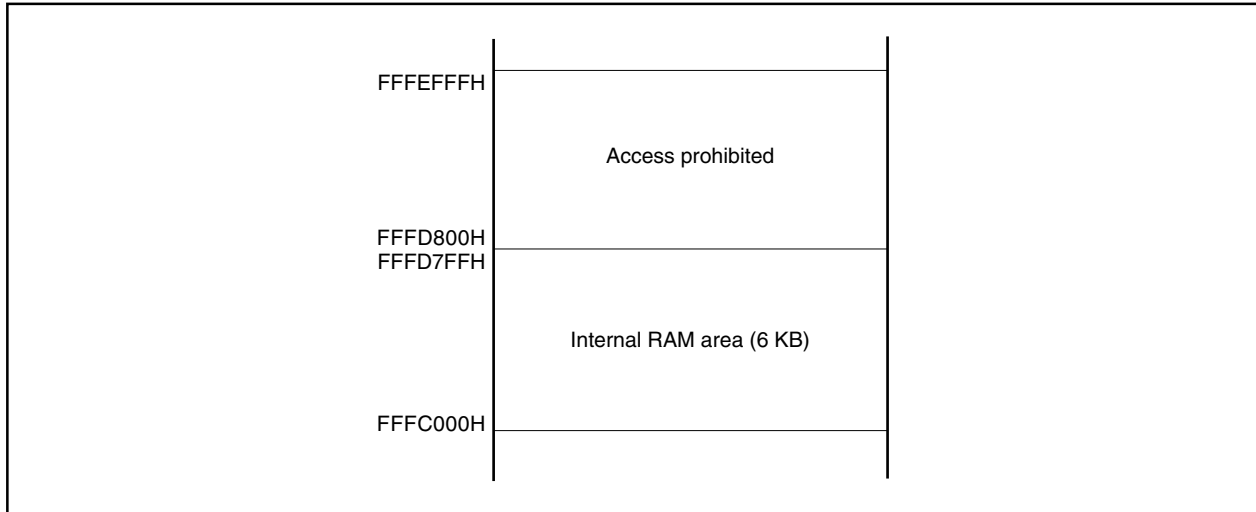 FFFEFFFH
Access prohibited
FFFD800H
FFFD7FFH
Internal RAM area (6 KB)
FFFC000H